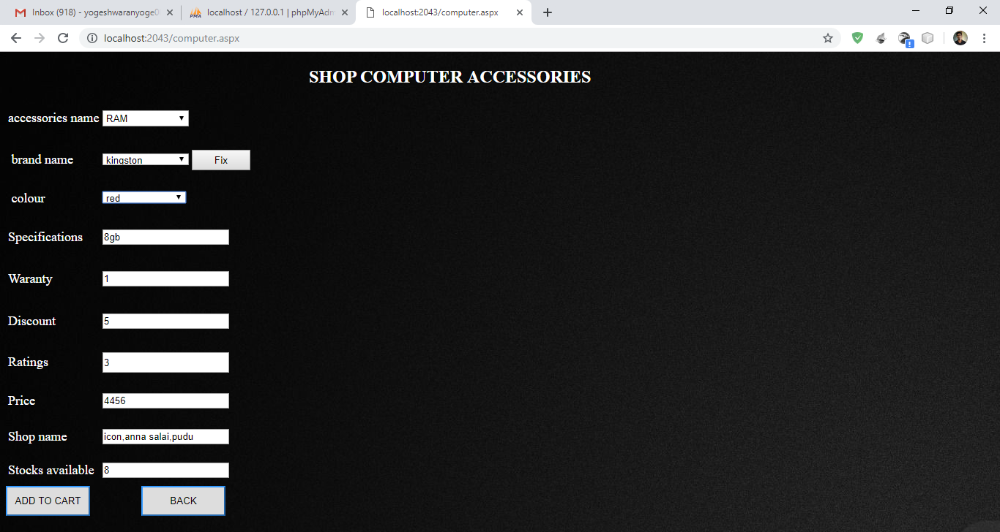 Inbox (918) - yogeshwaranyoge0
localhost / 127.0.0.1 | phpMyAdm
localhost:2043/computer.aspx
localhost:2043/computer.aspx
SHOP COMPUTER ACCESSORIES
accessories name RAM
brand name kingston Fix
colour red
Specifications 8gb
Waranty 1
Discount 5
Ratings 3
Price 4456
Shop name icon,anna salai,pudu
Stocks available 8
ADD TO CART BACK